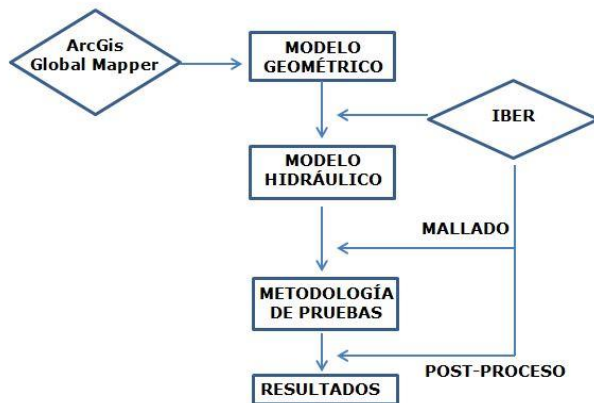 ArcGis
Global Mapper
MODELO
GEOMÉTRICO
IBER
MODELO
HIDRÁULICO
MALLADO
METODOLOGÍA
DE PRUEBAS
POST-PROCESO
RESULTADOS